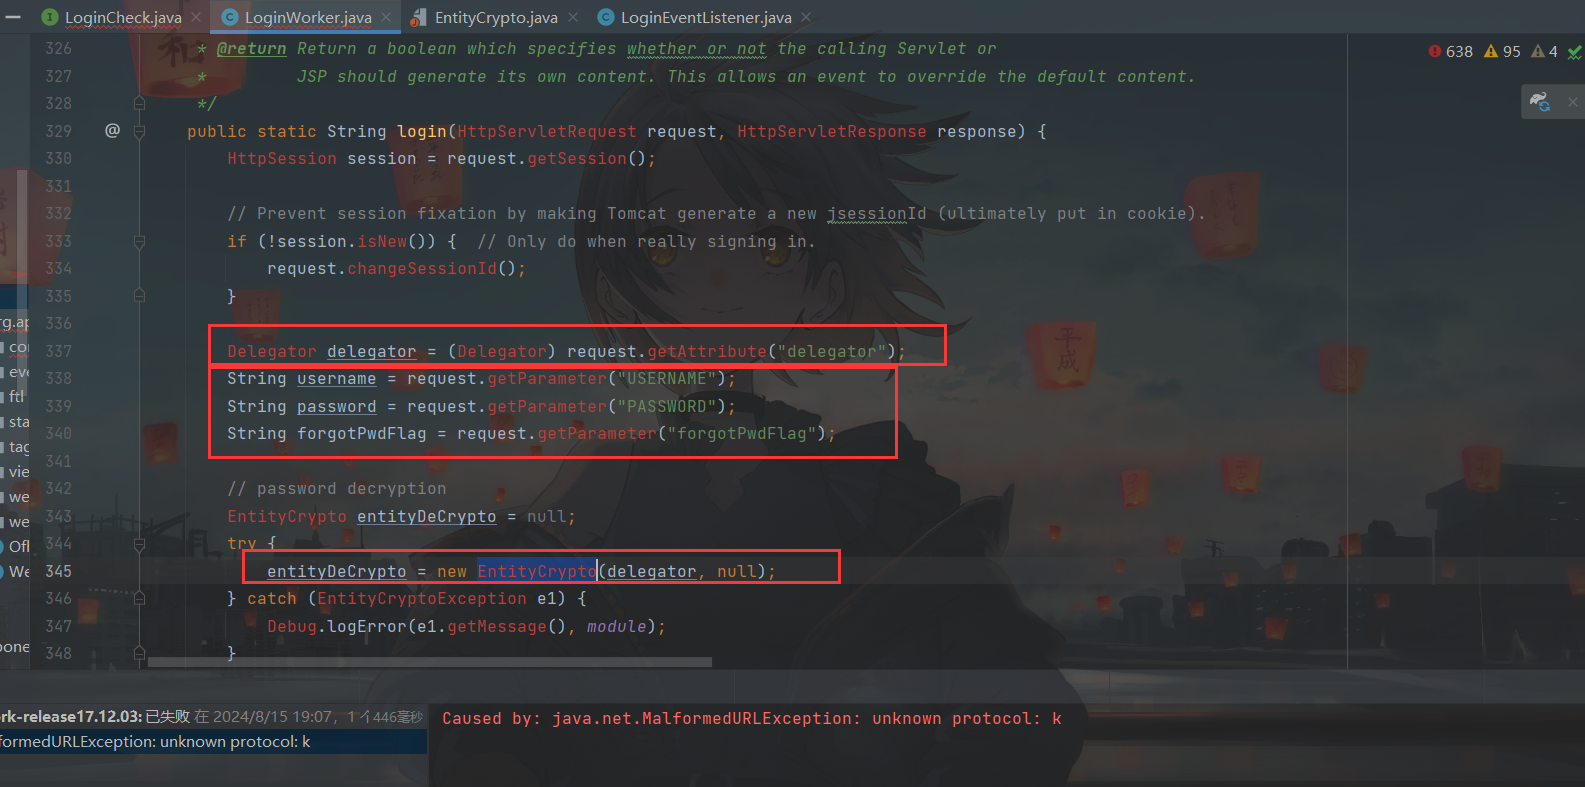 LoginCheck.java
LoginWorker.java
EntityCrypto.java
LoginEventListener.java
638 95 4
326 * @return Return a boolean which specifies whether or not the calling Servlet or
327 * JSP should generate its own content. This allows an event to override the default content.
328 */
329 @ public static String login(HttpServletRequest request, HttpServletResponse response) {
330 HttpSession session = request.getSession();
331
332 // Prevent session fixation by making Tomcat generate a new jsessionId (ultimately put in cookie).
333 if (!session.isNew()) { // Only do when really signing in.
334 request.changeSessionId();
335 }
336
337 Delegator delegator = (Delegator) request.getAttribute("delegator");
338 String username = request.getParameter("USERNAME");
339 String password = request.getParameter("PASSWORD");
340 String forgotPwdFlag = request.getParameter("forgotPwdFlag");
341
342 // password decryption
343 EntityCrypto entityDeCrypto = null;
344 try {
345 entityDeCrypto = new EntityCrypto(delegator, null);
346 } catch (EntityCryptoException e1) {
347 Debug.logError(e1.getMessage(), module);
348 }
rg.ap
con
eve
ftl
sta
tag
vie
we
we
Ofl
We
pone
rk-release17.12.03: 已失败 在 2024/8/15 19:07, 1 个 446毫秒
formedURLException: unknown protocol: k
Caused by: java.net.MalformedURLException: unknown protocol: k
平成
和